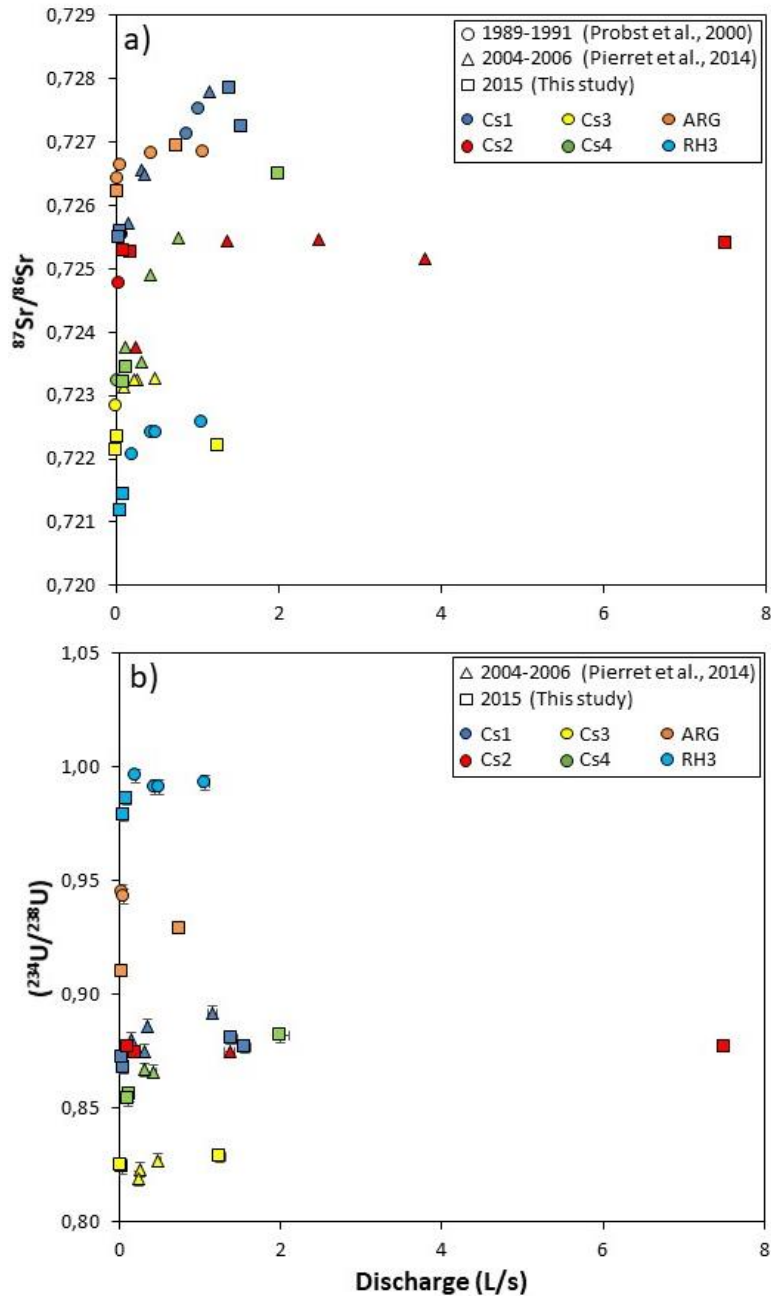 a)
○ 1989-1991 (Probst et al., 2000)
△ 2004-2006 (Pierret et al., 2014)
□ 2015 (This study)
Cs1 Cs3 ARG
Cs2 Cs4 RH3
0,729
0,728
0,727
0,726
0,725
0,724
0,723
0,722
0,721
0,720
⁸⁷Sr/⁸⁶Sr
0 2 4 6 8
b)
△ 2004-2006 (Pierret et al., 2014)
□ 2015 (This study)
Cs1 Cs3 ARG
Cs2 Cs4 RH3
1,05
1,00
0,95
0,90
0,85
0,80
(²³⁴U/²³⁸U)
0 2 4 6 8
Discharge (L/s)